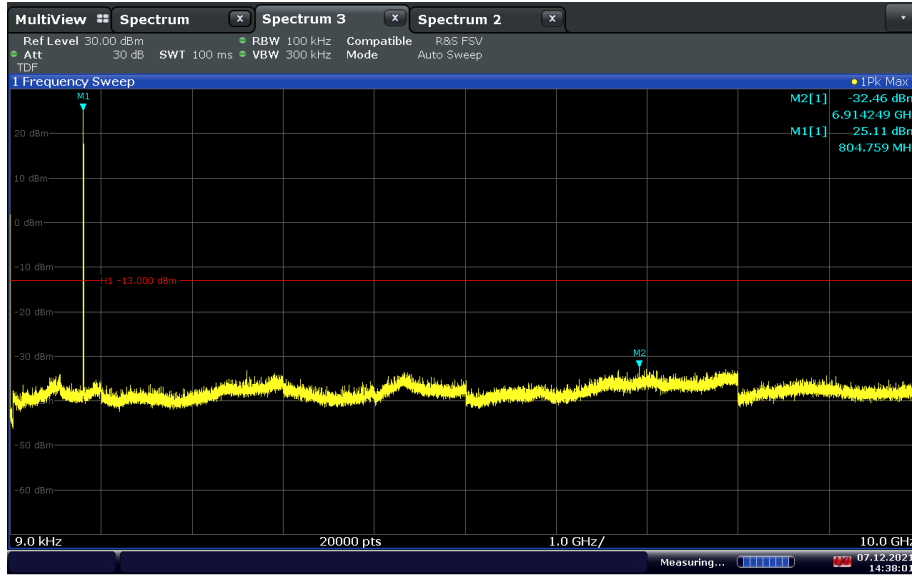 MultiView Spectrum X Spectrum 3 X Spectrum 2 X
Ref Level 30.00 dBm RBW 100 kHz Compatible R&S FSV
Att 30 dB SWT 100 ms VBW 300 kHz Mode Auto Sweep
TDF
1 Frequency Sweep 1Pk Max
M1
M2[1] -32.46 dBm
6.914249 GH
M1[1] 25.11 dBm
804.759 MH
20 dBm
10 dBm
0 dBm
-10 dBm
H1 -13.000 dBm
-20 dBm
-30 dBm
M2
-50 dBm
-60 dBm
9.0 kHz 20000 pts 1.0 GHz/ 10.0 GHz
Measuring... 07.12.2021
14:38:01